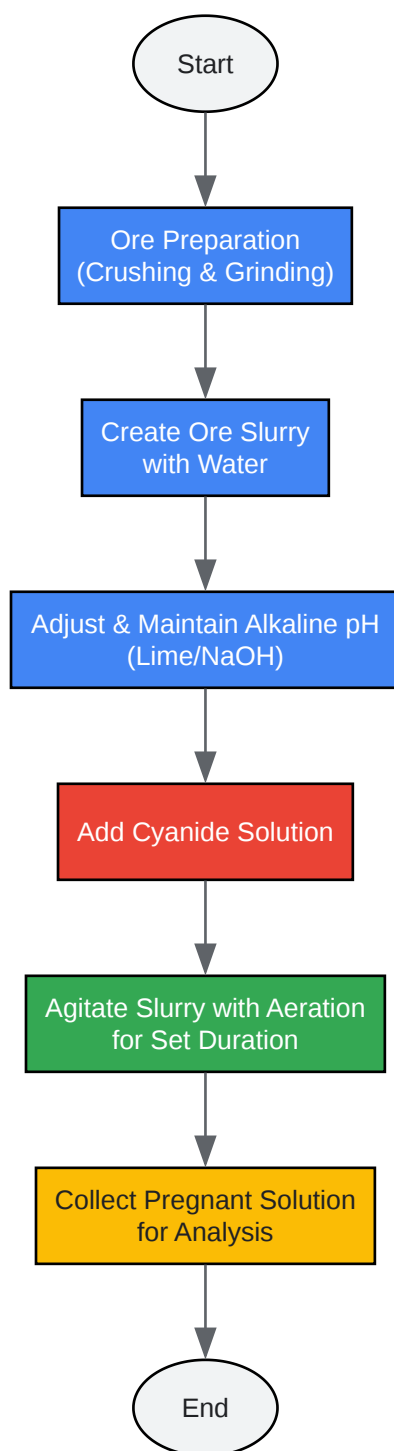 Start
Ore Preparation
(Crushing & Grinding)
Create Ore Slurry
with Water
Adjust & Maintain Alkaline pH
(Lime/NaOH)
Add Cyanide Solution
Agitate Slurry with Aeration
for Set Duration
Collect Pregnant Solution
for Analysis
End